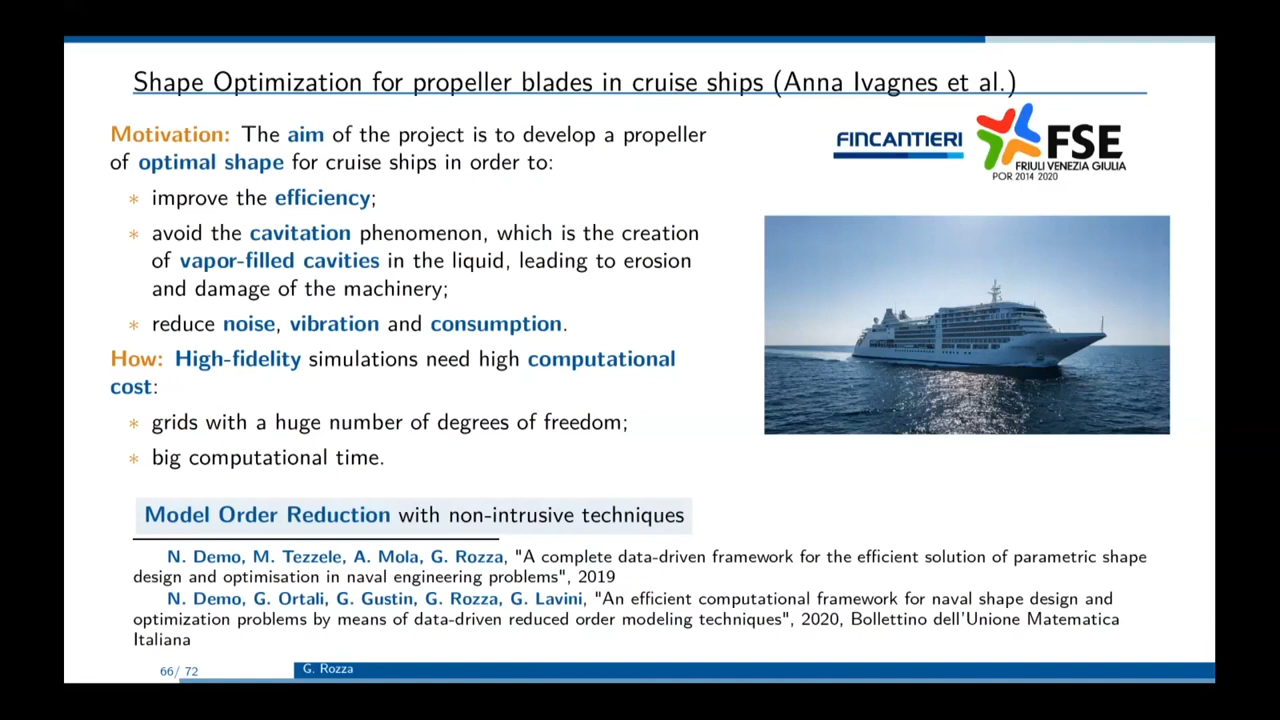 Shape Optimization for propeller blades in cruise ships (Anna Ivagnes et al.)
Motivation: The aim of the project is to develop a propeller
of optimal shape for cruise ships in order to:
* improve the efficiency;
* avoid the cavitation phenomenon, which is the creation
of vapor-filled cavities in the liquid, leading to erosion
and damage of the machinery;
* reduce noise, vibration and consumption.
How: High-fidelity simulations need high computational
cost:
* grids with a huge number of degrees of freedom;
* big computational time.
FINCANTIERI
FSE
FRIULI VENEZIA GIULIA
POR 2014 2020
Model Order Reduction with non-intrusive techniques
N. Demo, M. Tezzele, A. Mola, G. Rozza, "A complete data-driven framework for the efficient solution of parametric shape
design and optimisation in naval engineering problems", 2019
N. Demo, G. Ortali, G. Gustin, G. Rozza, G. Lavini, "An efficient computational framework for naval shape design and
optimization problems by means of data-driven reduced order modeling techniques", 2020, Bollettino dell'Unione Matematica
Italiana
66/ 72
G. Rozza